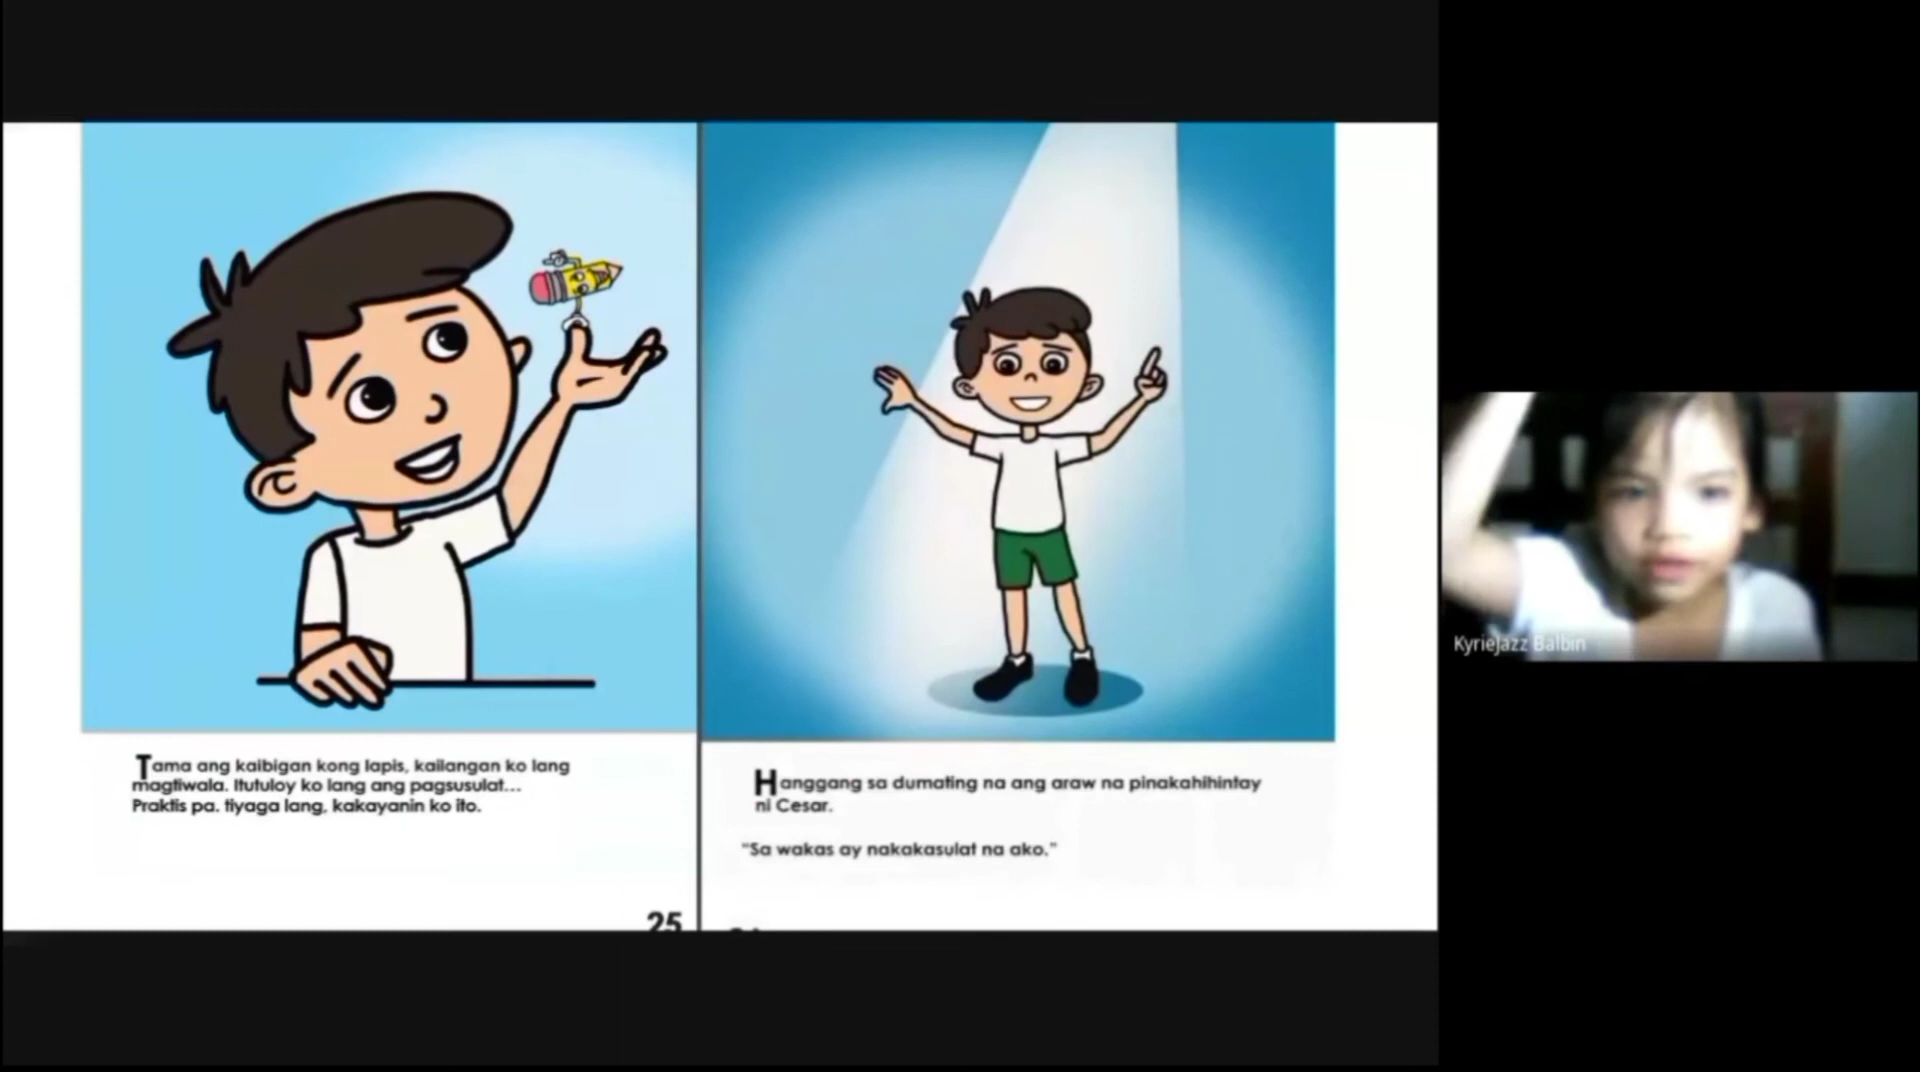 Tama ang kaibigan kong lapis, kailangan ko lang
magtiwala. Itutuloy ko lang ang pagsusulat...
Praktis pa. tiyaga lang, kakayanin ko ito.
25
Hanggang sa dumating na ang araw na pinakahihintay
ni Cesar.
"Sa wakas ay nakakasulat na ako."
KyrieJazz Balbin